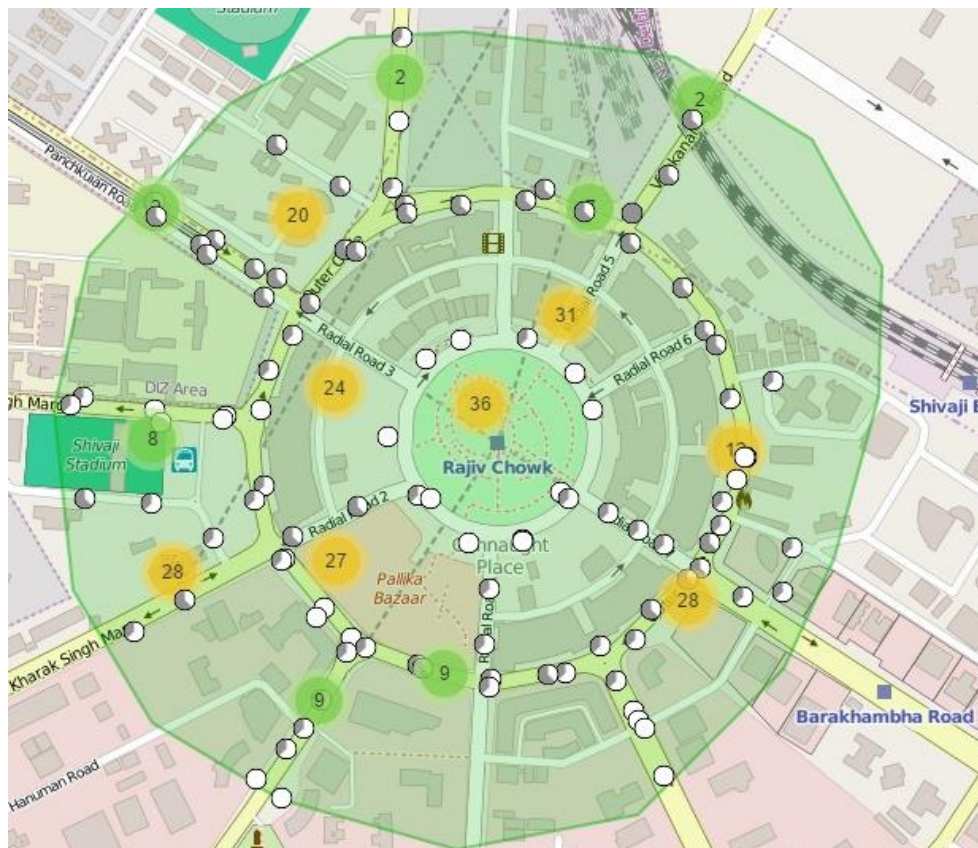 Stadium
2
2
Panchkuian Road
20
Outer C
31
Radial Road 5
Radial Road 3
Radial Road 6
24
36
DIZ Area
gh Marg
8
Shivaji
Stadium
Rajiv Chowk
Shivaji
Radial Road 2
Connaught
Place
27
28
Pallika
Bazaar
28
Kharak Singh Mar
9
9
Barakhambha Road
Hanuman Road